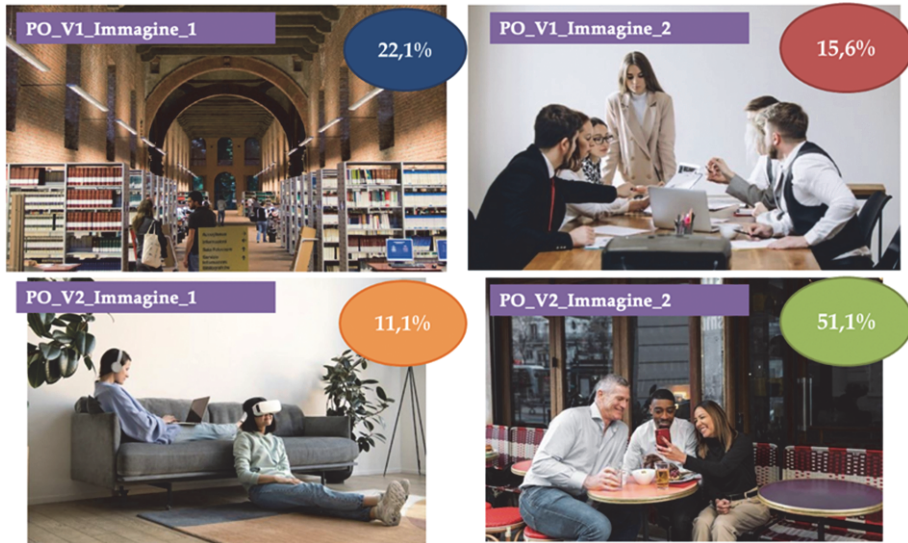 PO_V1_Immagine_1
22,1%
PO_V1_Immagine_2
15,6%
PO_V2_Immagine_1
11,1%
PO_V2_Immagine_2
51,1%